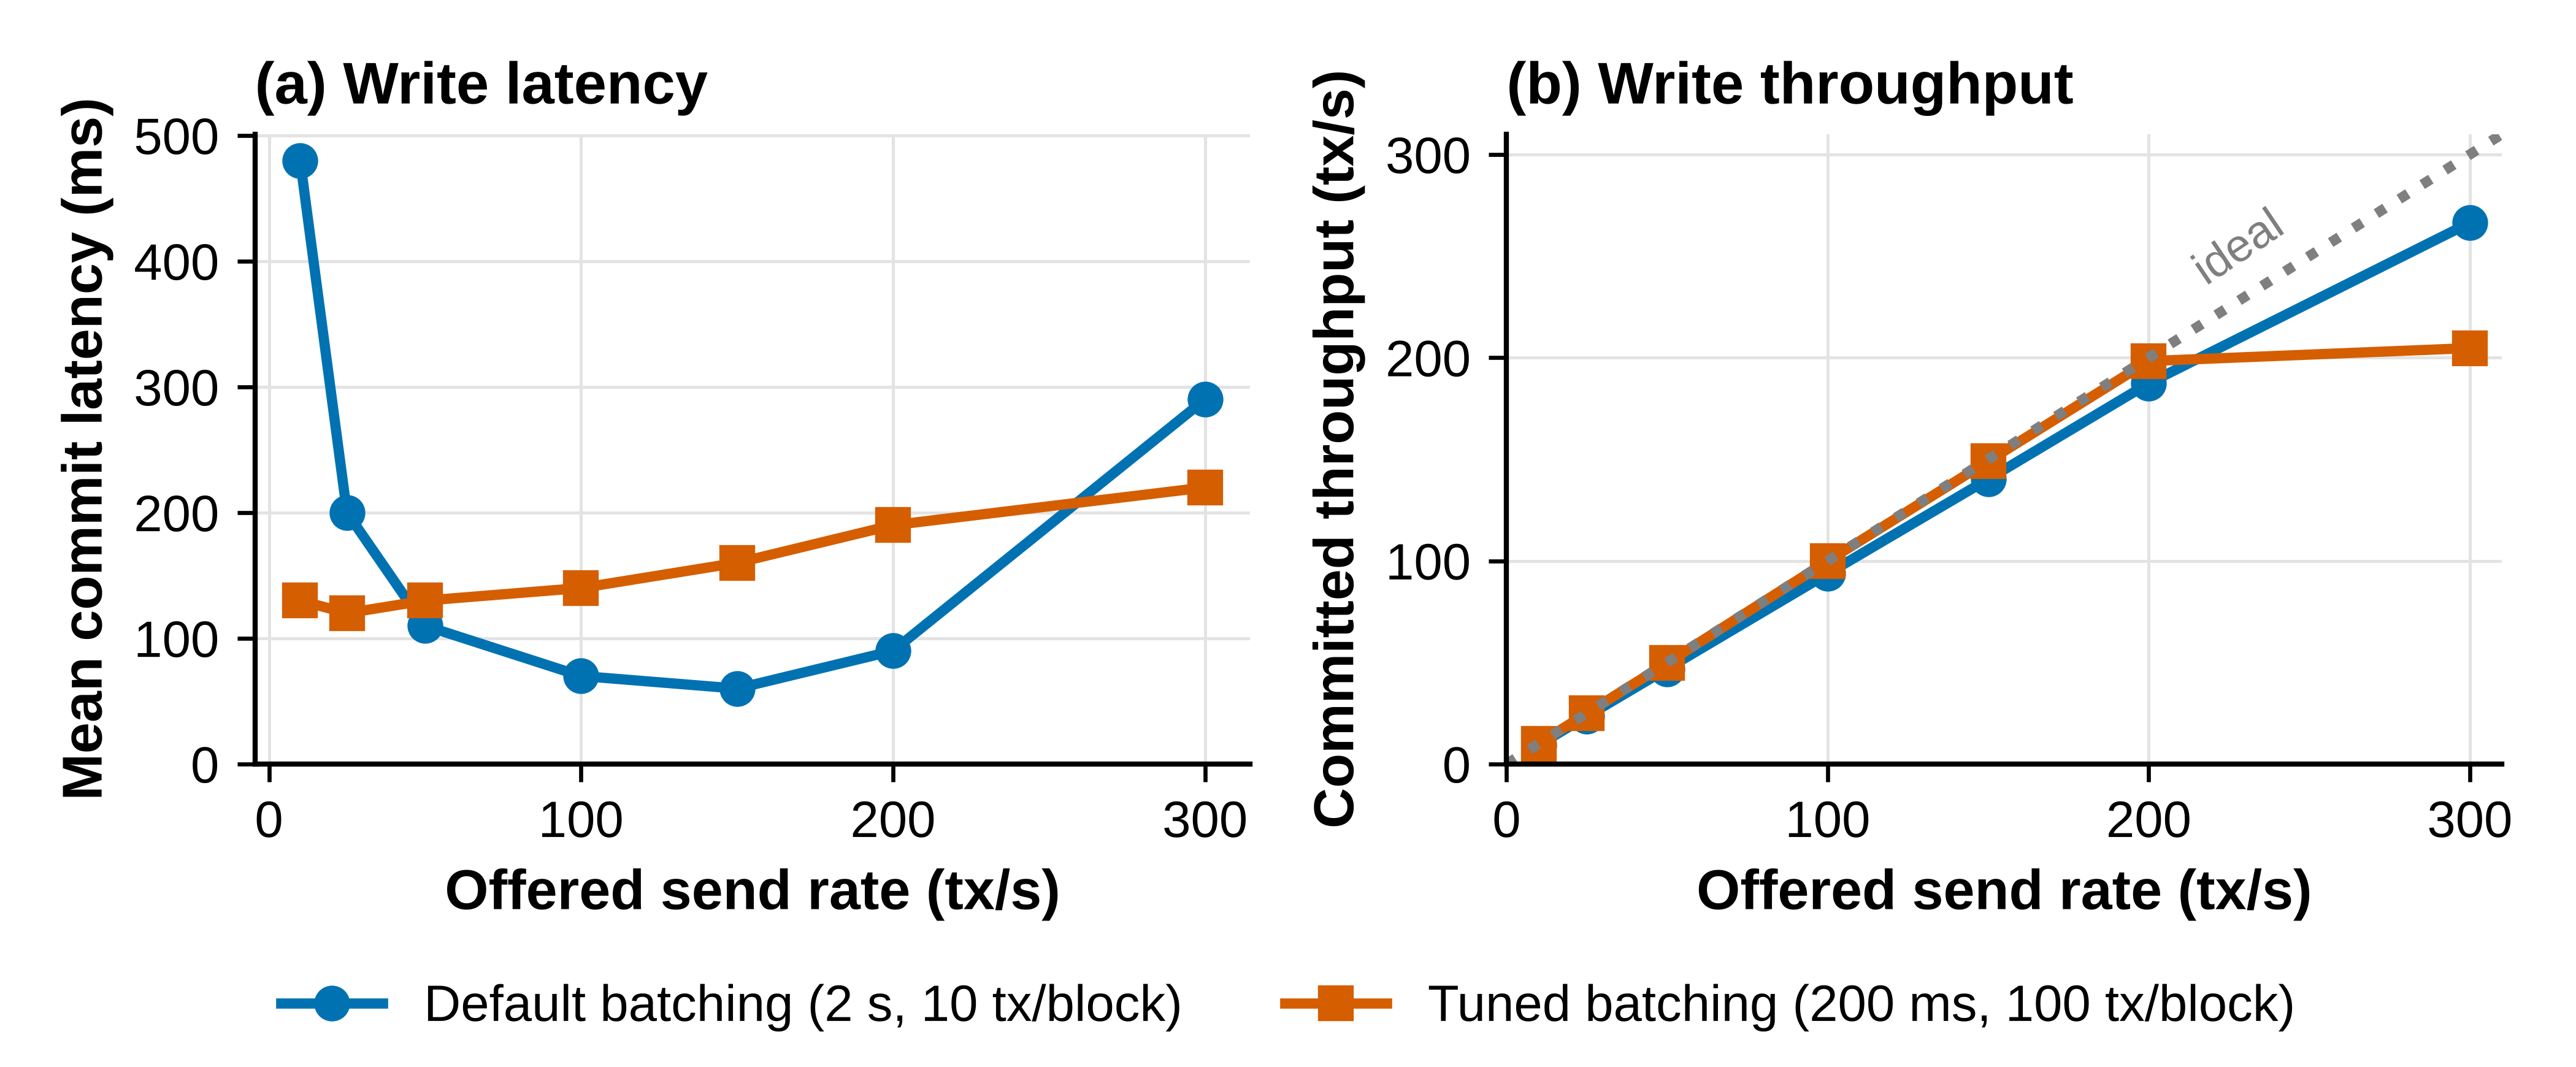 (a) Write latency
Mean commit latency (ms)
500
400
300
200
100
0
0 100 200 300
Offered send rate (tx/s)
(b) Write throughput
Committed throughput (tx/s)
300
200
100
0
ideal
0 100 200 300
Offered send rate (tx/s)
Default batching (2 s, 10 tx/block)
Tuned batching (200 ms, 100 tx/block)